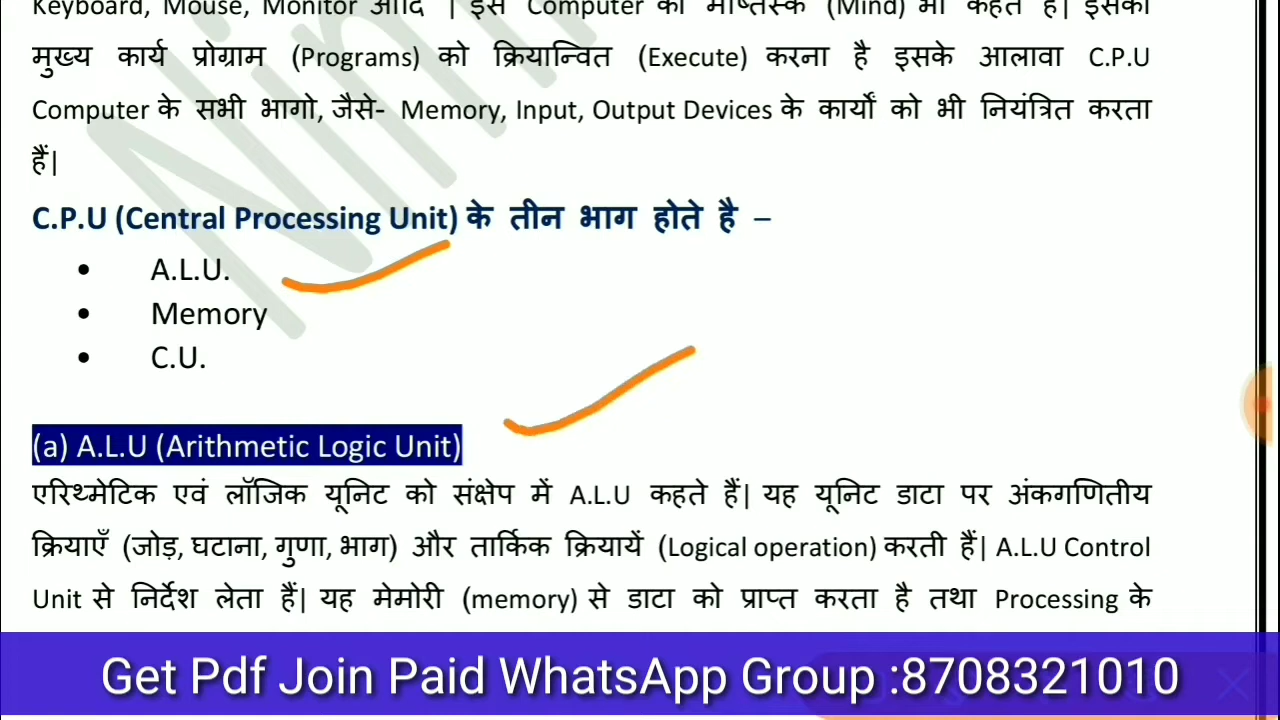 Keyboard, Mouse, Monitor आदि | इसे Computer का मष्तिस्क (Mind) भी कहते है| इसका
मुख्य कार्य प्रोग्राम (Programs) को क्रियान्वित (Execute) करना है इसके आलावा C.P.U
Computer के सभी भागो, जैसे- Memory, Input, Output Devices के कार्यों को भी नियंत्रित करता
हैं|
C.P.U (Central Processing Unit) के तीन भाग होते है –
• A.L.U.
• Memory
• C.U.
(a) A.L.U (Arithmetic Logic Unit)
एरिथ्मेटिक एवं लॉजिक यूनिट को संक्षेप में A.L.U कहते हैं| यह यूनिट डाटा पर अंकगणितीय
क्रियाएँ (जोड़, घटाना, गुणा, भाग) और तार्किक क्रियायें (Logical operation) करती हैं| A.L.U Control
Unit से निर्देश लेता हैं| यह मेमोरी (memory) से डाटा को प्राप्त करता है तथा Processing के
Get Pdf Join Paid WhatsApp Group :8708321010